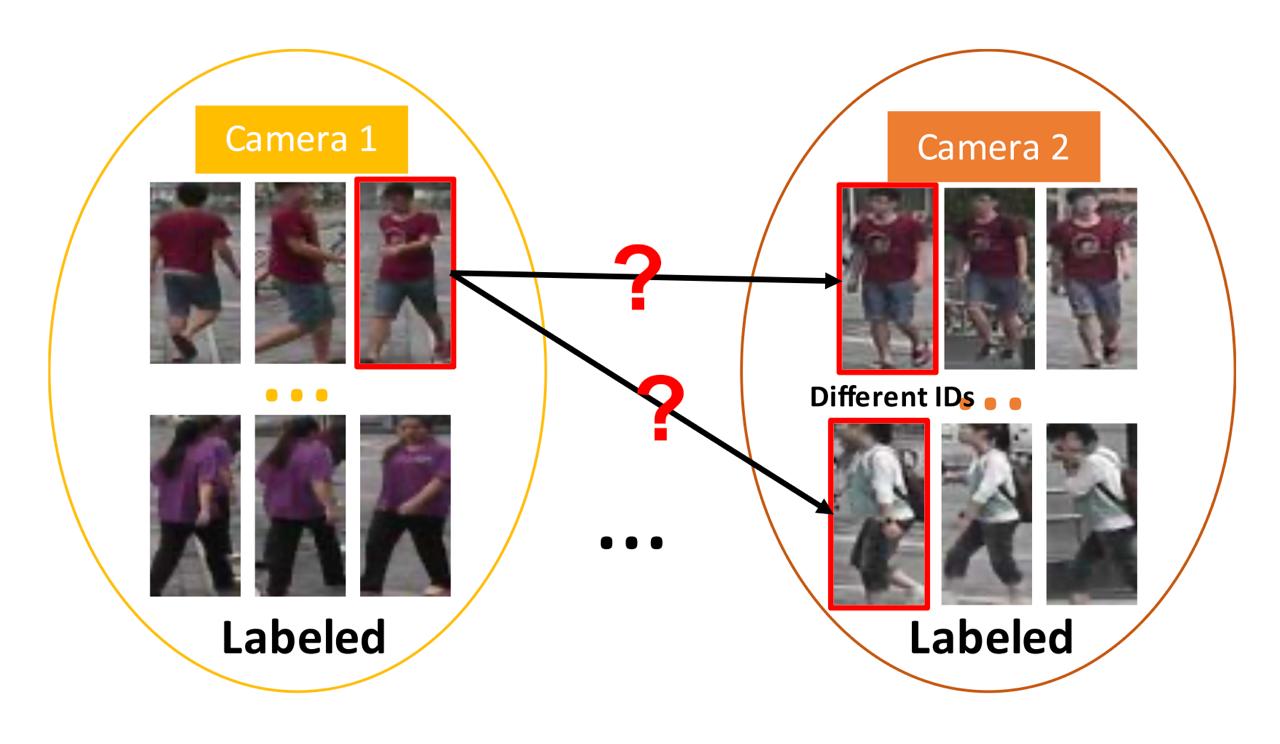 Camera 1
Camera 2
?
?
Different IDs
...
...
...
Labeled
Labeled